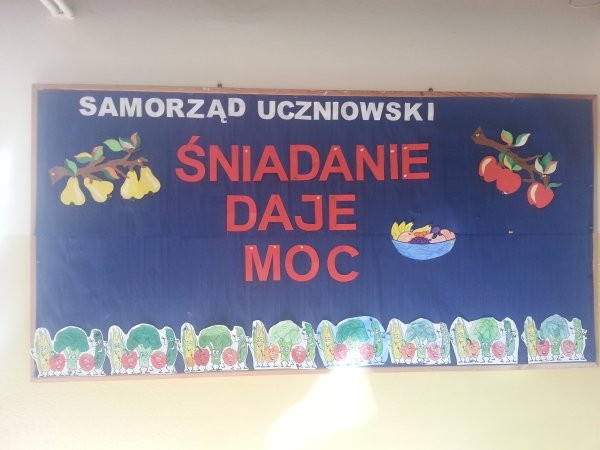 SAMORZĄD UCZNIOWSKI
ŚNIADANIE
DAJE
MOC